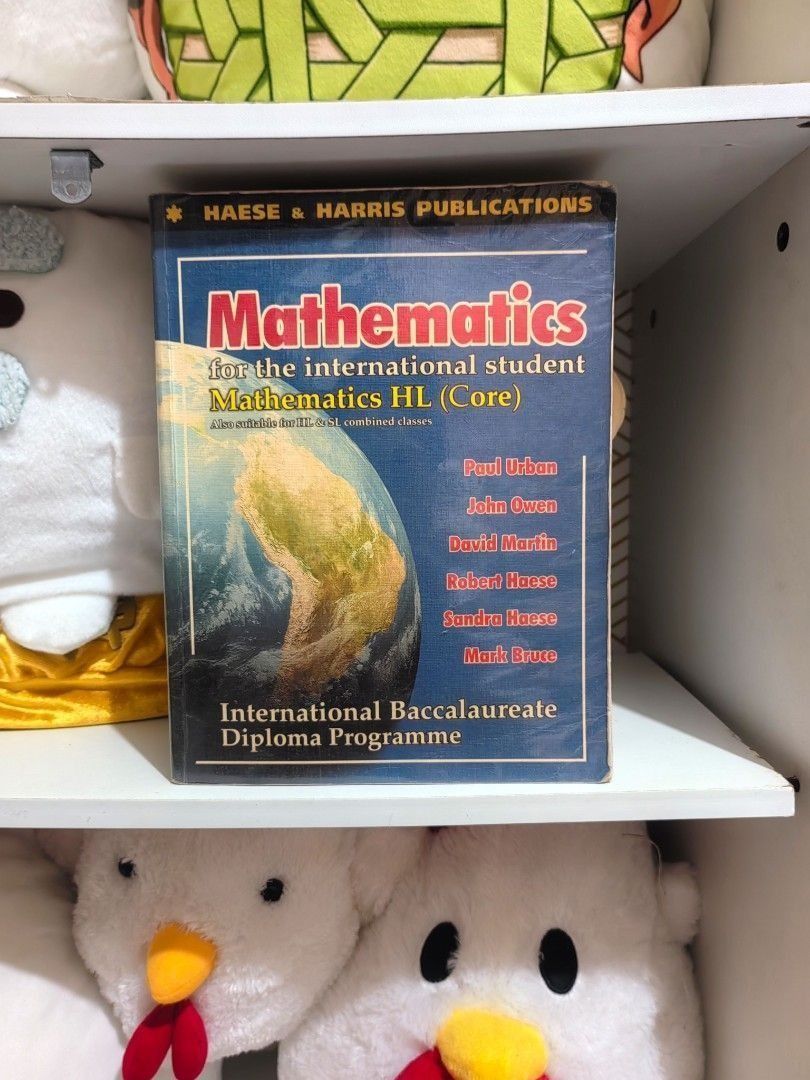 HAESE & HARRIS PUBLICATIONS
Mathematics
for the international student
Mathematics HL (Core)
Also suitable for HL & SL combined classes
Paul Urban
John Owen
David Martin
Robert Haese
Sandra Haese
Mark Bruce
International Baccalaureate
Diploma Programme